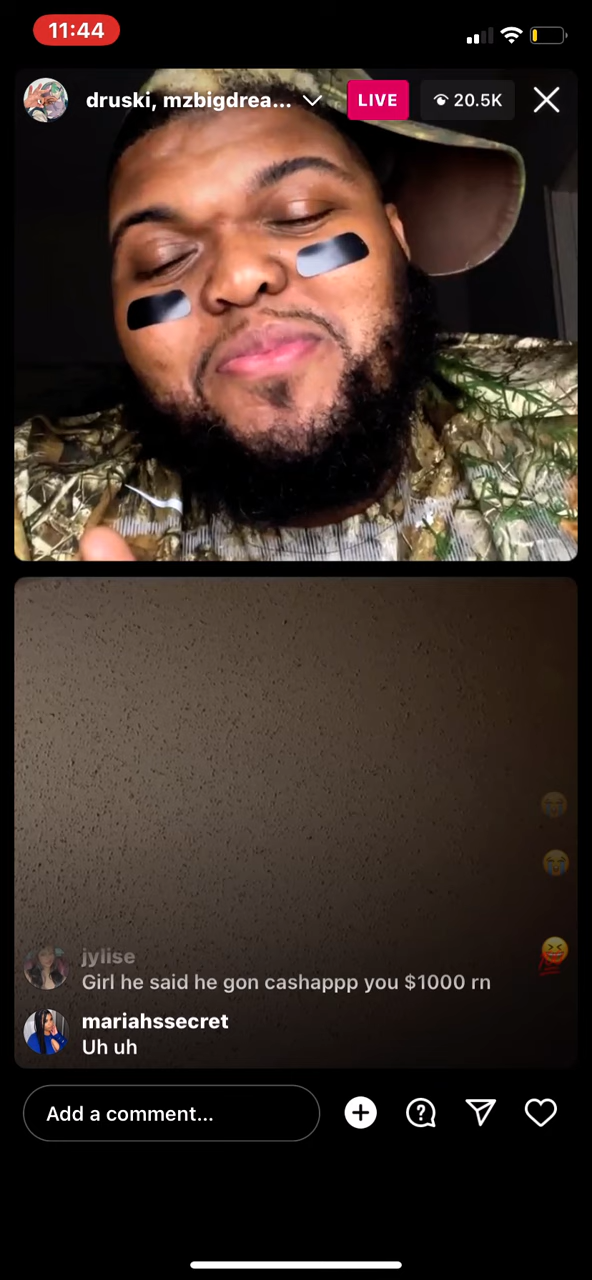 11:44
druski, mzbigdrea...
LIVE
20.5K
jylise
Girl he said he gon cashappp you $1000 rn
mariahssecret
Uh uh
Add a comment...